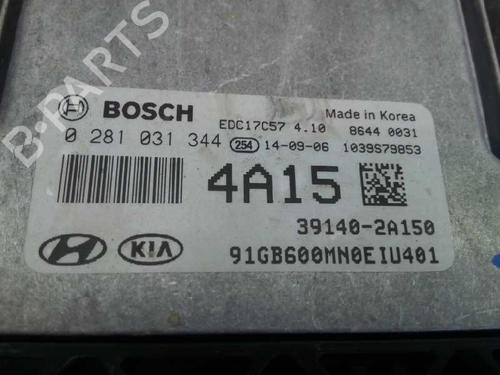 B-PARTS
BOSCH
EDC17C57 4.10
Made in Korea
8644 0031
0 281 031 344
254
14-09-06
1039S79853
4A15
39140-2A150
KIA
91GB600MN0EIU401